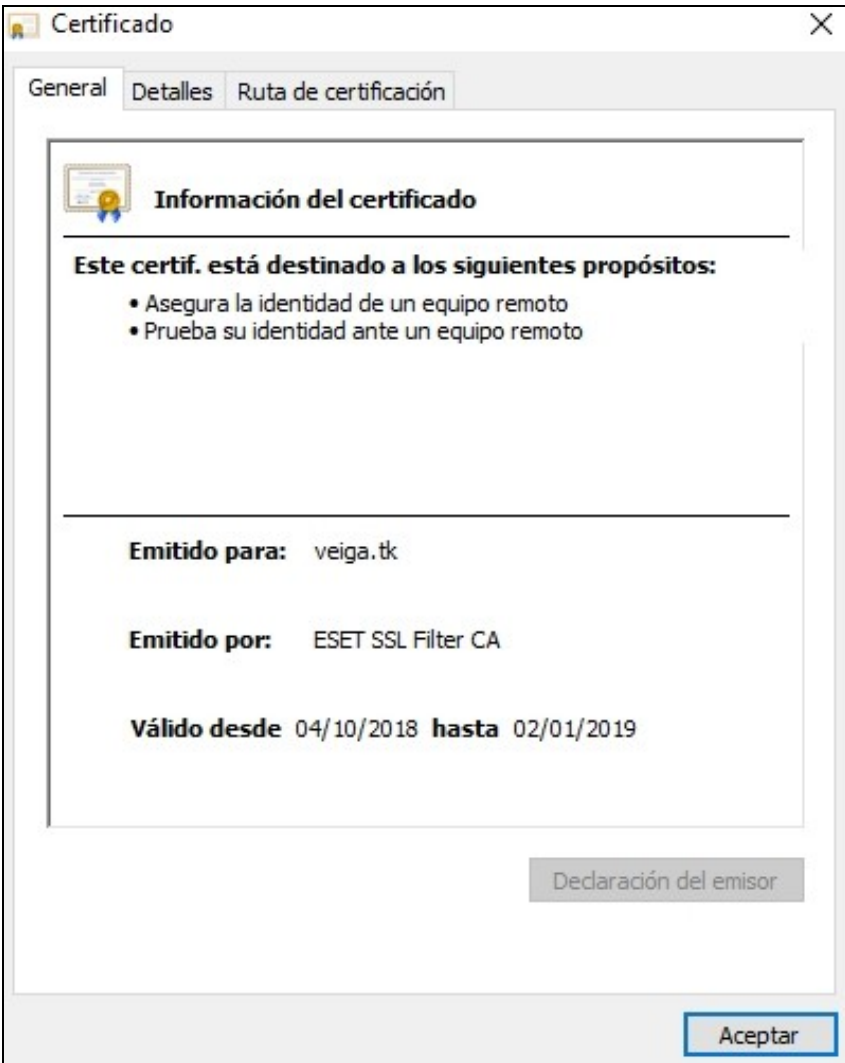 Certificado
General Detalles Ruta de certificación
Información del certificado
Este certif. está destinado a los siguientes propósitos:
• Asegura la identidad de un equipo remoto
• Prueba su identidad ante un equipo remoto
Emitido para: veiga.tk
Emitido por: ESET SSL Filter CA
Válido desde 04/10/2018 hasta 02/01/2019
Declaración del emisor
Aceptar